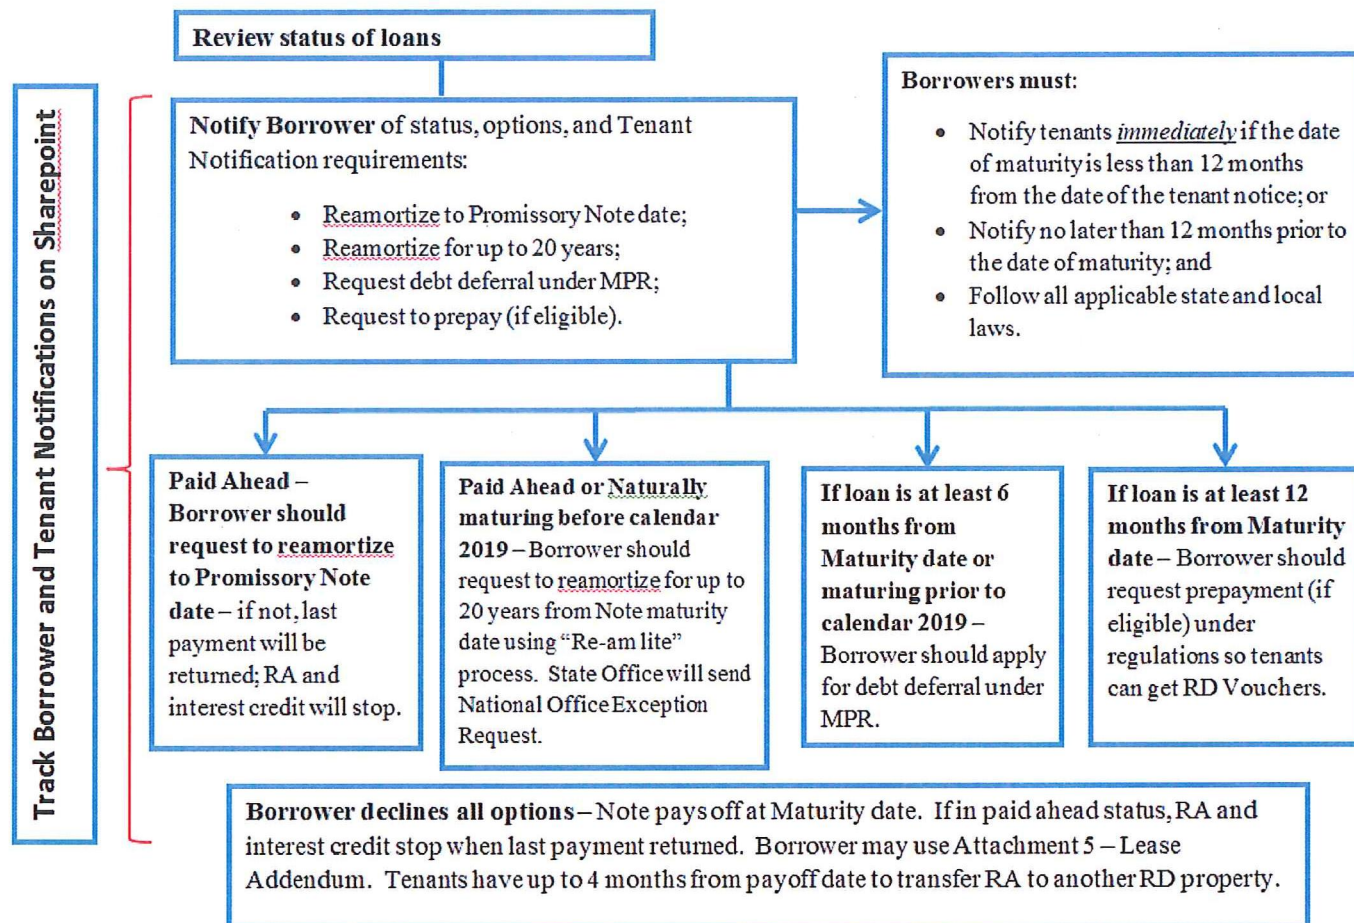 Review status of loans
Track Borrower and Tenant Notifications on Sharepoint
Notify Borrower of status, options, and Tenant
Notification requirements:
• Reamortize to Promissory Note date;
• Reamortize for up to 20 years;
• Request debt deferral under MPR;
• Request to prepay (if eligible).
Borrowers must:
• Notify tenants immediately if the date
of maturity is less than 12 months
from the date of the tenant notice; or
• Notify no later than 12 months prior to
the date of maturity; and
• Follow all applicable state and local
laws.
Paid Ahead –
Borrower should
request to reamortize
to Promissory Note
date – if not, last
payment will be
returned; RA and
interest credit will stop.
Paid Ahead or Naturally
maturing before calendar
2019 – Borrower should
request to reamortize for up to
20 years from Note maturity
date using “Re-am lite”
process. State Office will send
National Office Exception
Request.
If loan is at least 6
months from
Maturity date or
maturing prior to
calendar 2019 –
Borrower should apply
for debt deferral under
MPR.
If loan is at least 12
months from Maturity
date – Borrower should
request prepayment (if
eligible) under
regulations so tenants
can get RD Vouchers.
Borrower declines all options – Note pays off at Maturity date. If in paid ahead status, RA and
interest credit stop when last payment returned. Borrower may use Attachment 5 – Lease
Addendum. Tenants have up to 4 months from payoff date to transfer RA to another RD property.